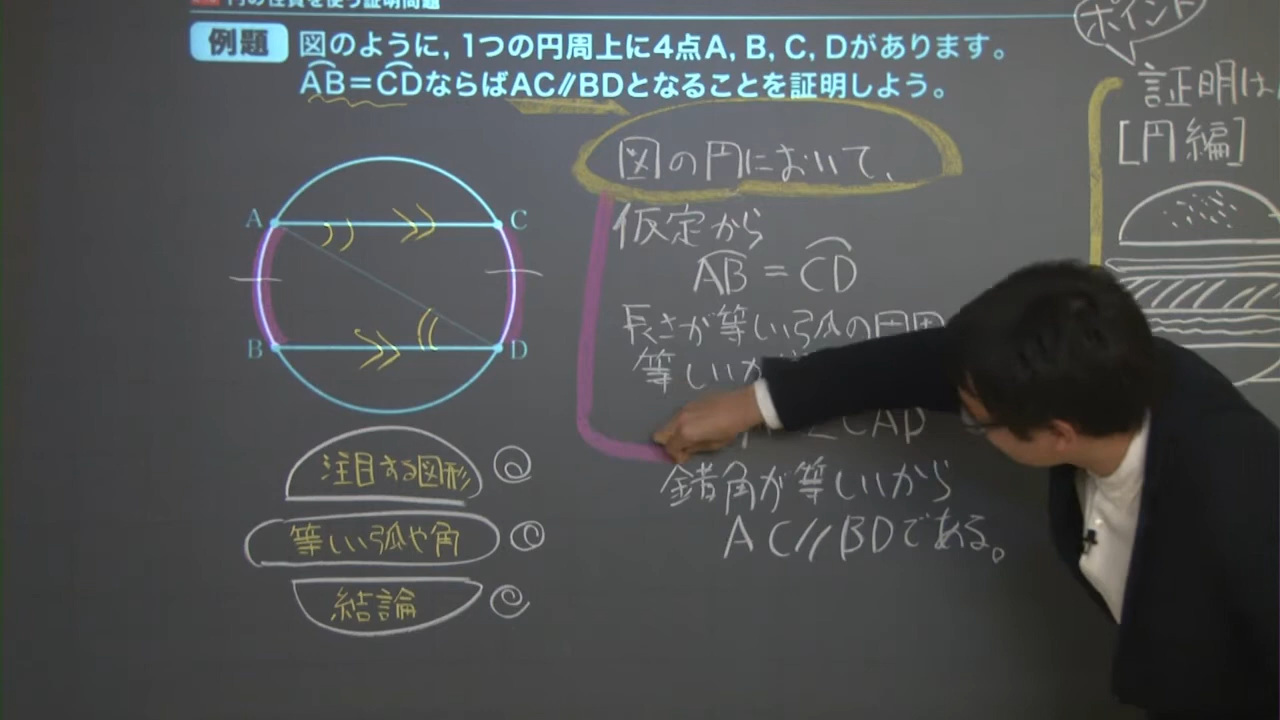 円の性質を使う証明問題
例題 図のように, 1つの円周上に4点A, B, C, Dがあります。
AB=CDならばAC∥BDとなることを証明しよう。
ポイント
証明は
[円編]
図の円において、
仮定から
AB = CD
長さが等しい弧の円周
等しいか
∠CAD
錯角が等しいから
AC∥BDである。
A
C
B
D
注目する図形
等しい弧や角
結論